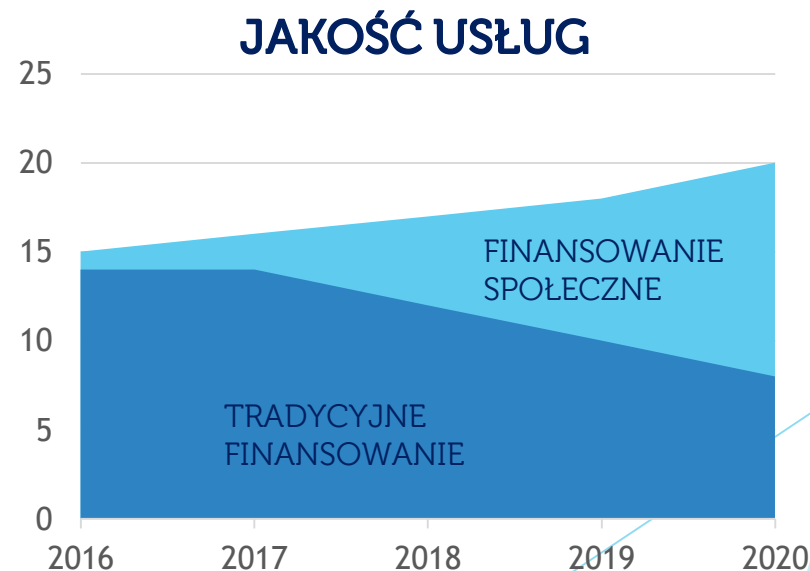 JAKOŚĆ USŁUG
25
20
15
10
5
0
FINANSOWANIE
SPOŁECZNE
TRADYCYJNE
FINANSOWANIE
2016 2017 2018 2019 2020